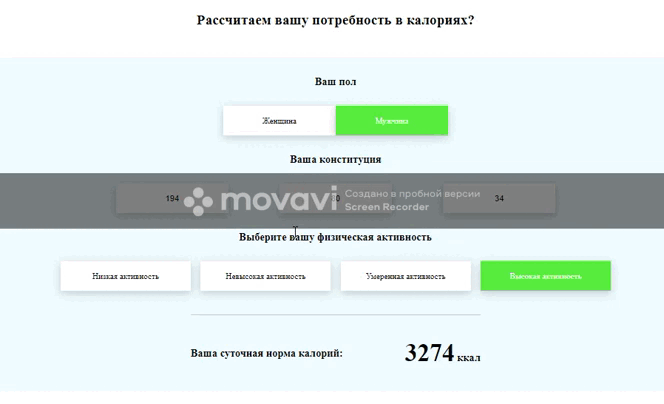 Рассчитаем вашу потребность в калориях?
Ваш пол
Женщина Мужчина
Ваша конституция
194 80 34
movavi Создано в пробной версии
Screen Recorder
Выберите вашу физическая активность
Низкая активность Невысокая активность Умеренная активность Высокая активность
Ваша суточная норма калорий: 3274 ккал